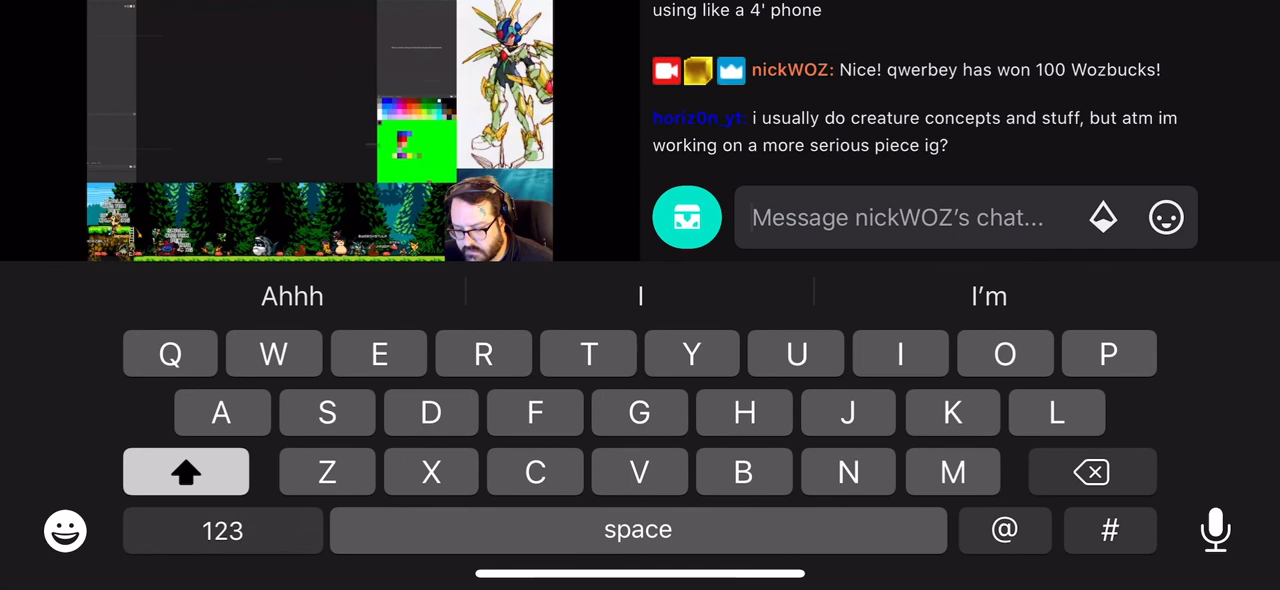 using like a 4' phone
nickWOZ: Nice! qwerbey has won 100 Wozbucks!
horiz0n_yt: i usually do creature concepts and stuff, but atm im
working on a more serious piece ig?
Message nickWOZ’s chat...
Ahhh I I’m
Q W E R T Y U I O P
A S D F G H J K L
Z X C V B N M
123 space @ #